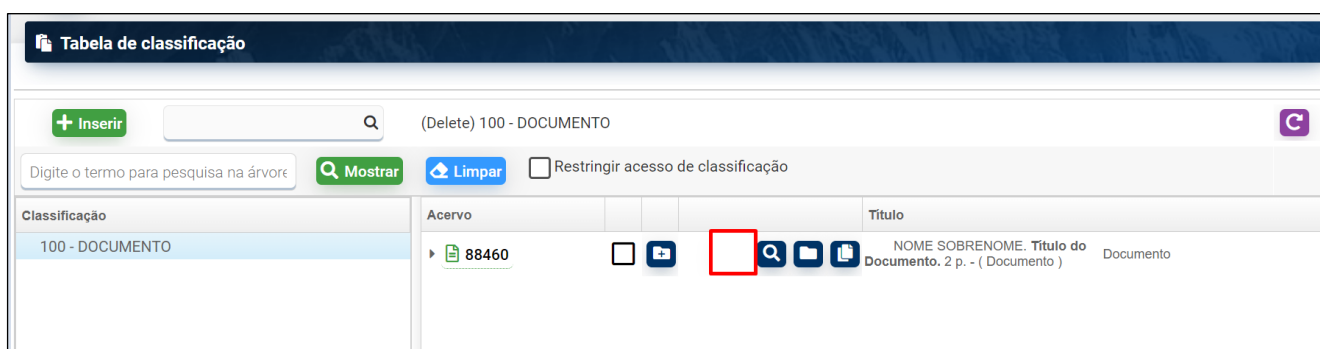 Tabela de classificação
Inserir
(Delete) 100 - DOCUMENTO
Digite o termo para pesquisa na árvore
Mostrar
Limpar
Restringir acesso de classificação
Classificação
Acervo
Título
100 - DOCUMENTO
88460
NOME SOBRENOME. Título do
Documento. 2 p. - ( Documento )
Documento